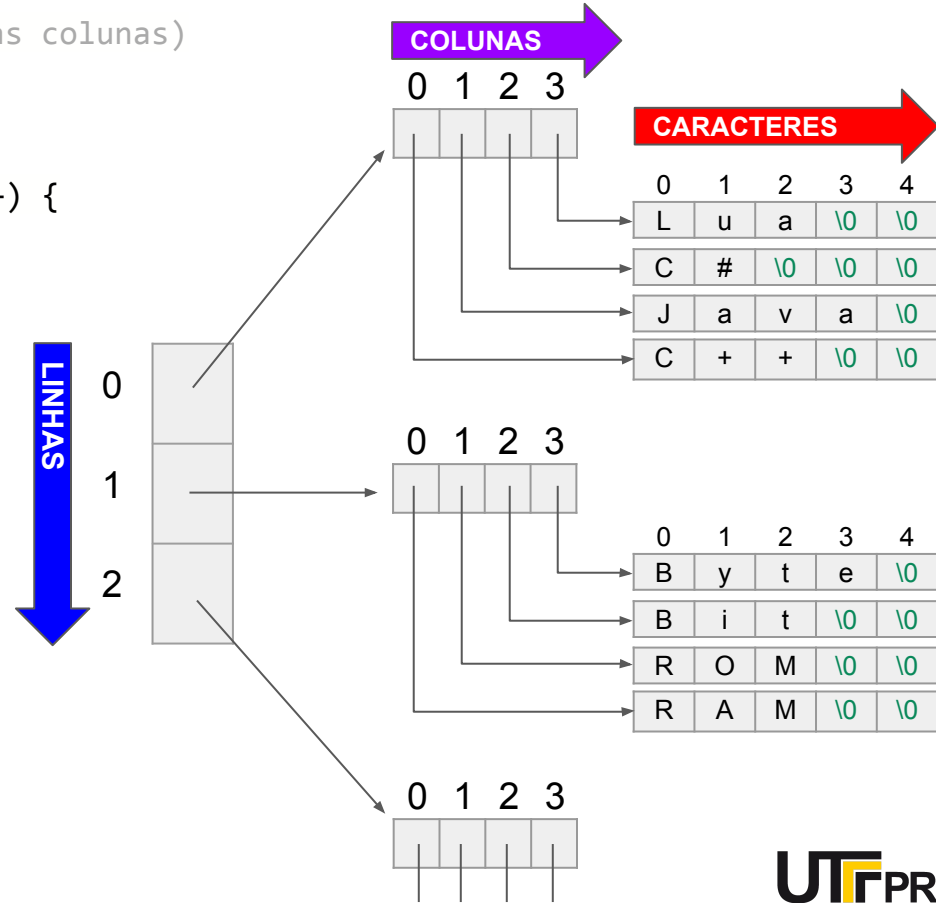 as colunas)
) {
COLUNAS
0 1 2 3
CARACTERES
0 1 2 3 4
L u a \0 \0
C # \0 \0 \0
J a v a \0
C + + \0 \0
LINHAS
0
1
2
0 1 2 3
0 1 2 3 4
B y t e \0
B i t \0 \0
R O M \0 \0
R A M \0 \0
0 1 2 3
UTFPR